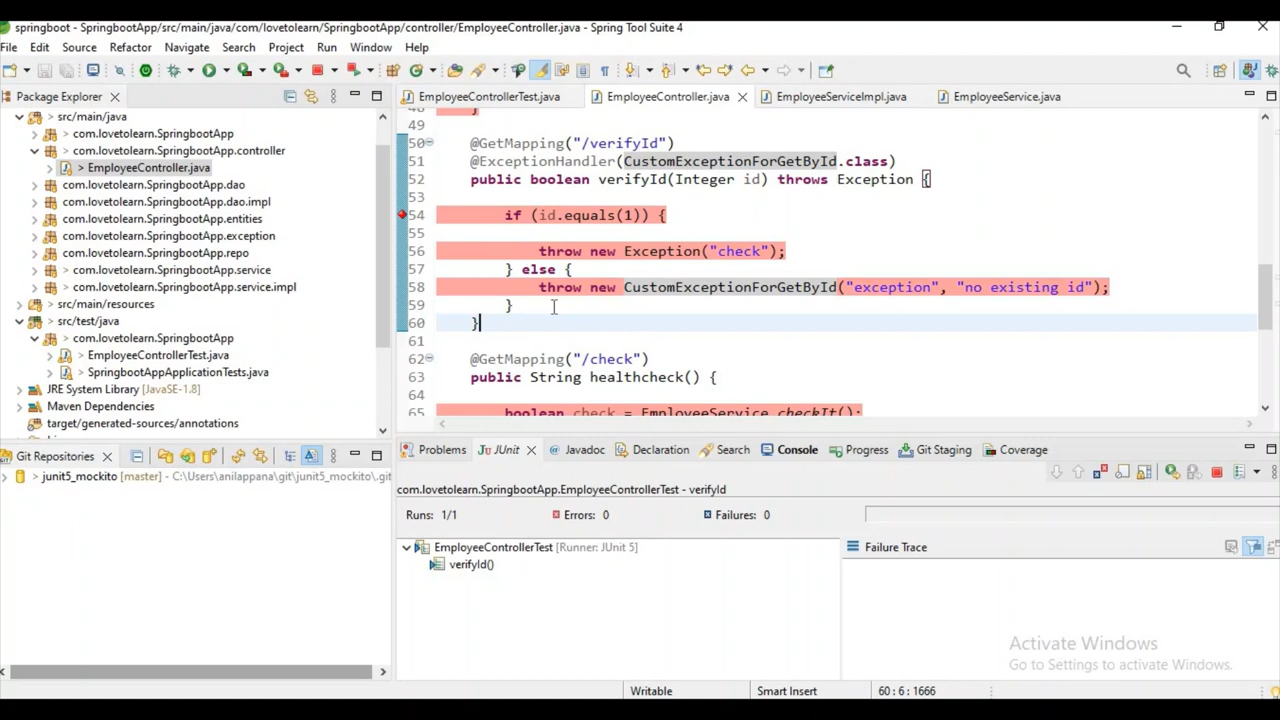 springboot - SpringbootApp/src/main/java/com/lovetolearn/SpringbootApp/controller/EmployeeController.java - Spring Tool Suite 4
File Edit Source Refactor Navigate Search Project Run Window Help
Package Explorer
src/main/java
com.lovetolearn.SpringbootApp
com.lovetolearn.SpringbootApp.controller
> EmployeeController.java
com.lovetolearn.SpringbootApp.dao
com.lovetolearn.SpringbootApp.dao.impl
com.lovetolearn.SpringbootApp.entities
com.lovetolearn.SpringbootApp.exception
com.lovetolearn.SpringbootApp.repo
com.lovetolearn.SpringbootApp.service
com.lovetolearn.SpringbootApp.service.impl
src/main/resources
> src/test/java
> com.lovetolearn.SpringbootApp
> EmployeeControllerTest.java
> SpringbootAppApplicationTests.java
JRE System Library [JavaSE-1.8]
Maven Dependencies
target/generated-sources/annotations
Git Repositories
> junit5_mockito [master] - C:\Users\anilappana\git\junit5_mockito\.git
EmployeeControllerTest.java EmployeeController.java EmployeeServiceImpl.java EmployeeService.java
48 }
49
50 @GetMapping("/verifyId")
51 @ExceptionHandler(CustomExceptionForGetById.class)
52 public boolean verifyId(Integer id) throws Exception {
53
54 if (id.equals(1)) {
55
56 throw new Exception("check");
57 } else {
58 throw new CustomExceptionForGetById("exception", "no existing id");
59 }
60 }
61
62 @GetMapping("/check")
63 public String healthcheck() {
64
65 boolean check = EmployeeService.checkIt();
Problems JUnit Javadoc Declaration Search Console Progress Git Staging Coverage
com.lovetolearn.SpringbootApp.EmployeeControllerTest - verifyId
Runs: 1/1 Errors: 0 Failures: 0
EmployeeControllerTest [Runner: JUnit 5]
verifyId()
Failure Trace
Activate Windows
Go to Settings to activate Windows.
Writable Smart Insert 60 : 6 : 1666